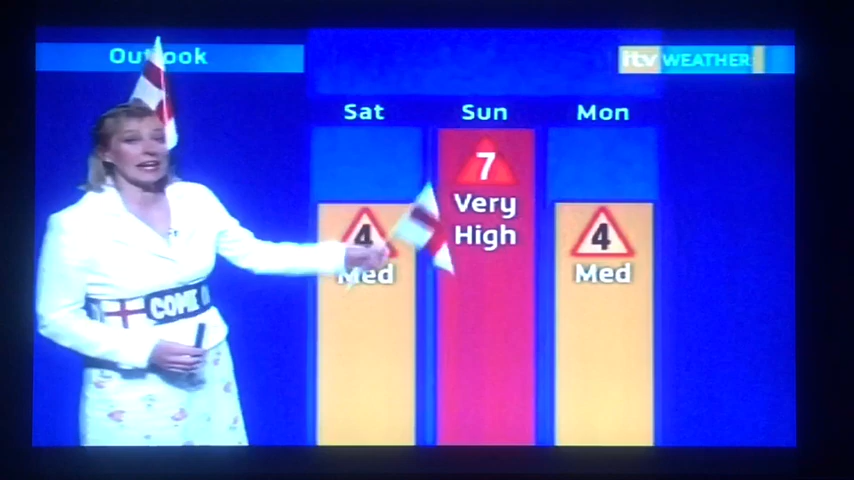 Outlook
itv WEATHER
Sat Sun Mon
7
Very
High
4
Med
4
Med
COME